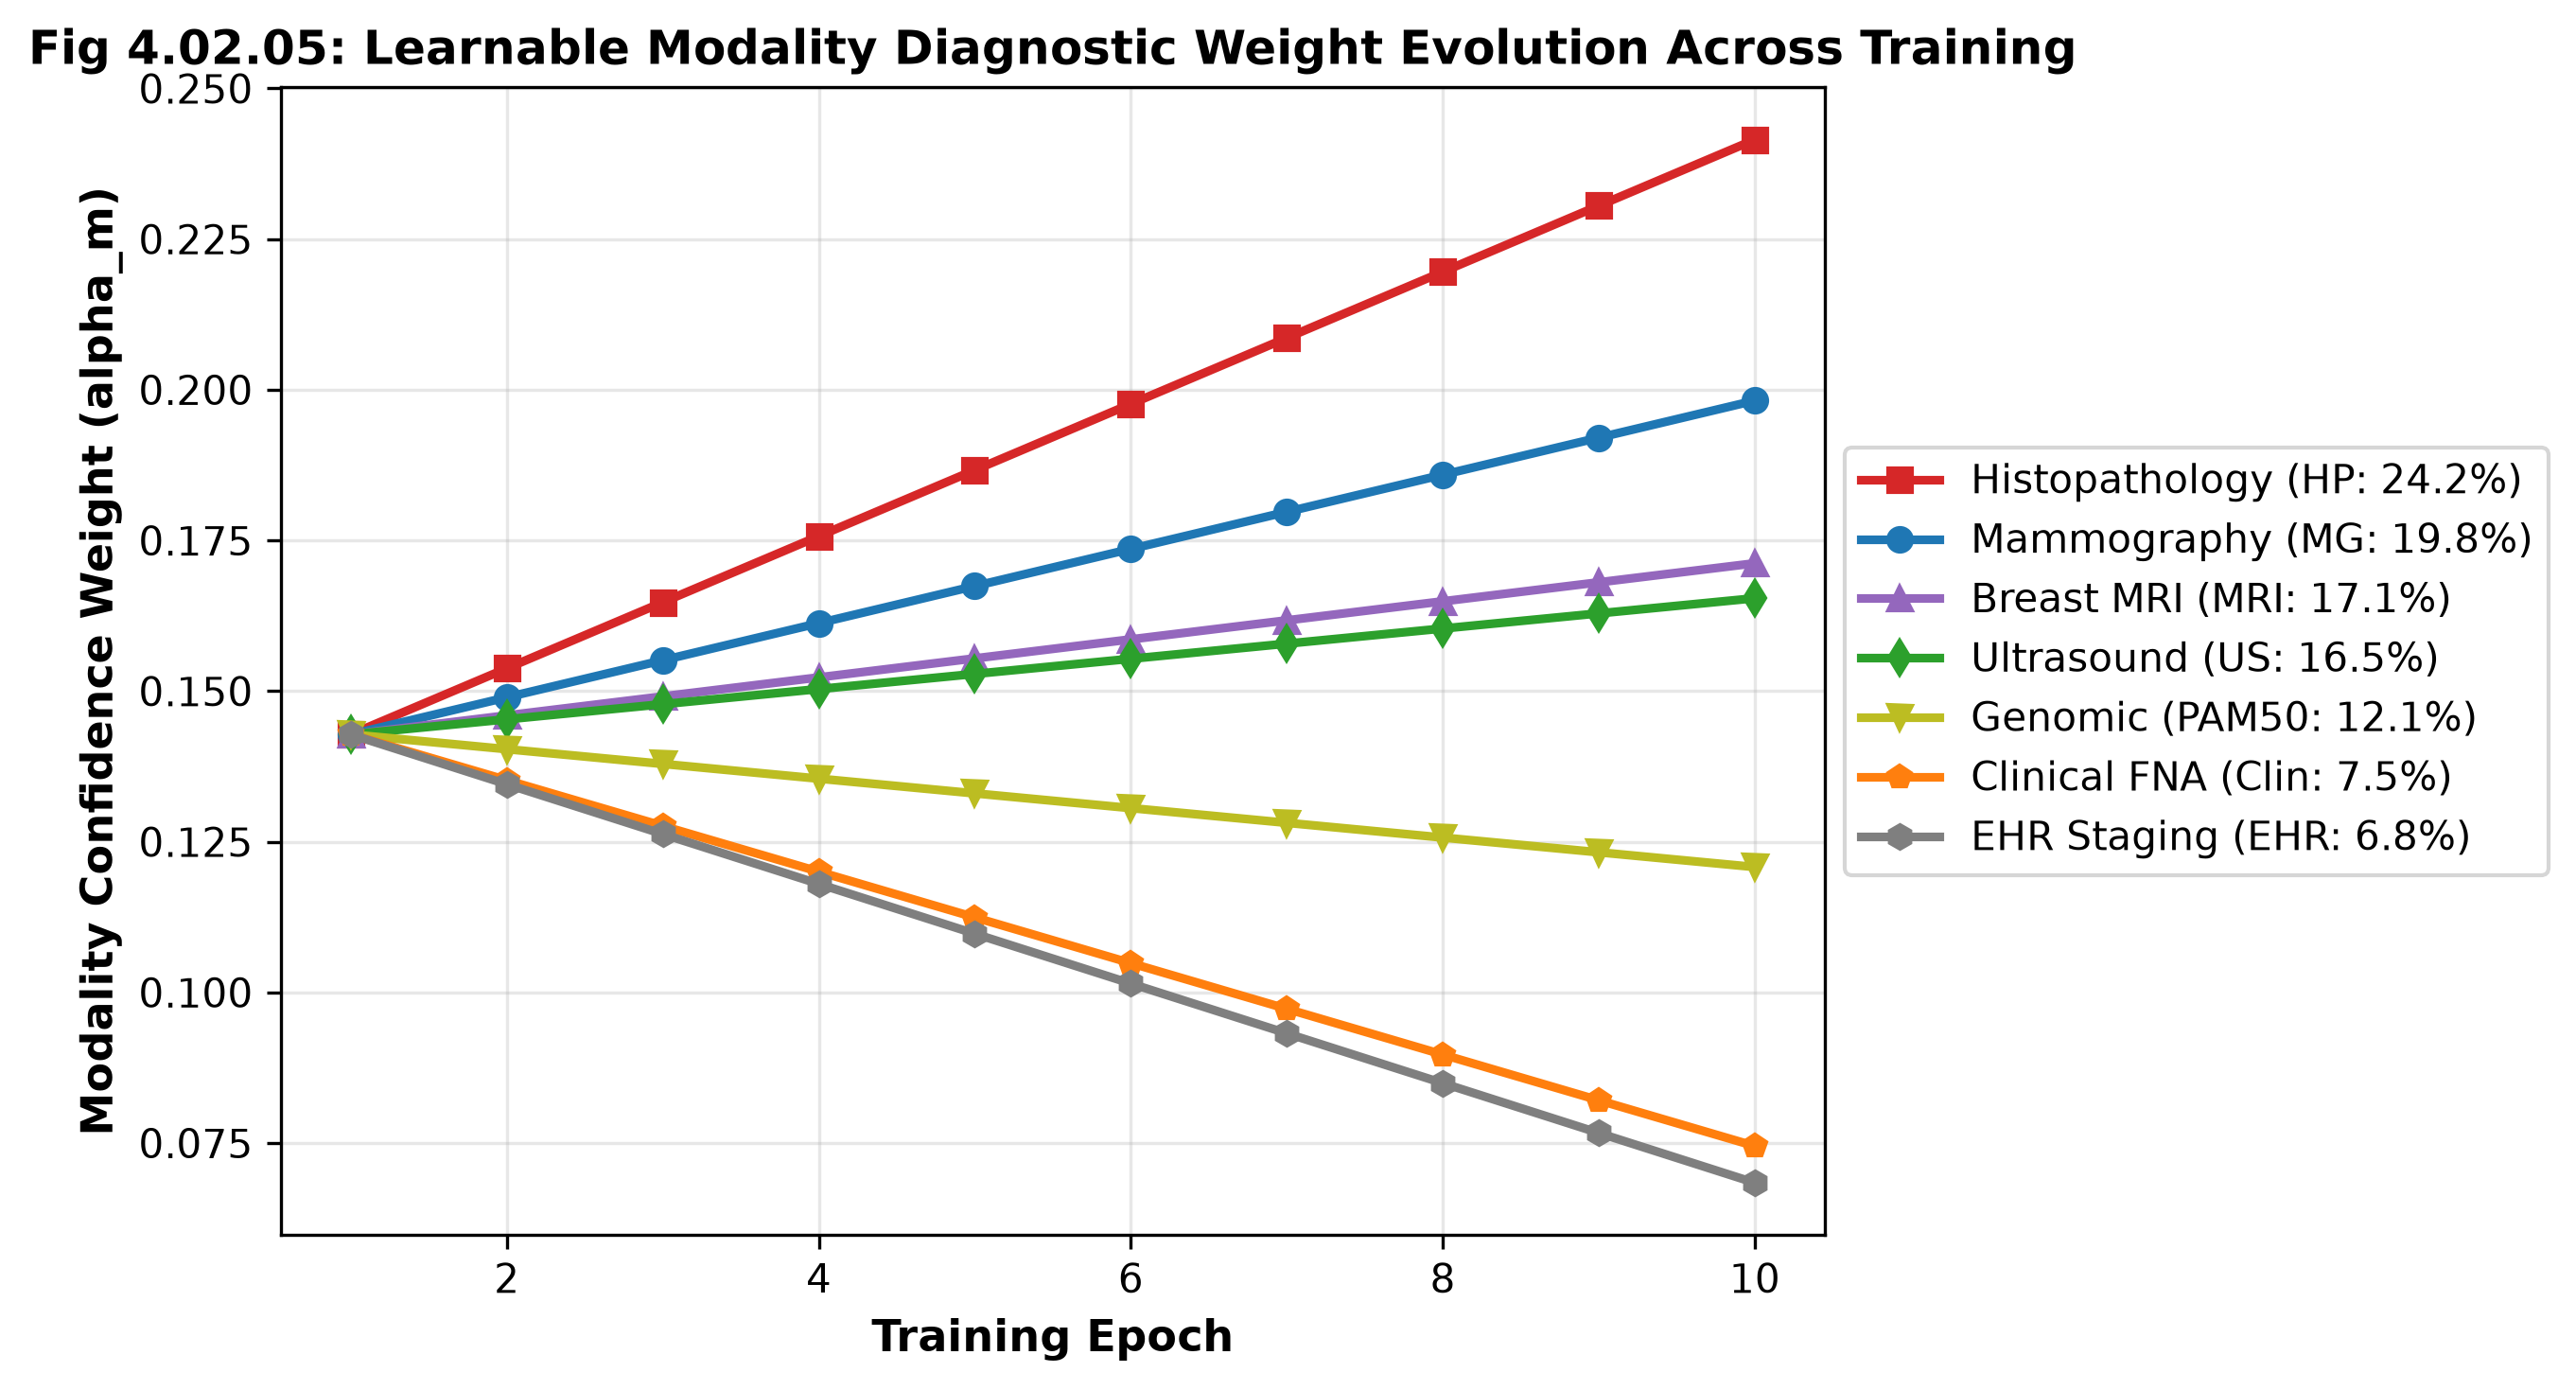 Fig 4.02.05: Learnable Modality Diagnostic Weight Evolution Across Training
Modality Confidence Weight (alpha_m)
0.250
0.225
0.200
0.175
0.150
0.125
0.100
0.075
2 4 6 8 10
Training Epoch
Histopathology (HP: 24.2%)
Mammography (MG: 19.8%)
Breast MRI (MRI: 17.1%)
Ultrasound (US: 16.5%)
Genomic (PAM50: 12.1%)
Clinical FNA (Clin: 7.5%)
EHR Staging (EHR: 6.8%)